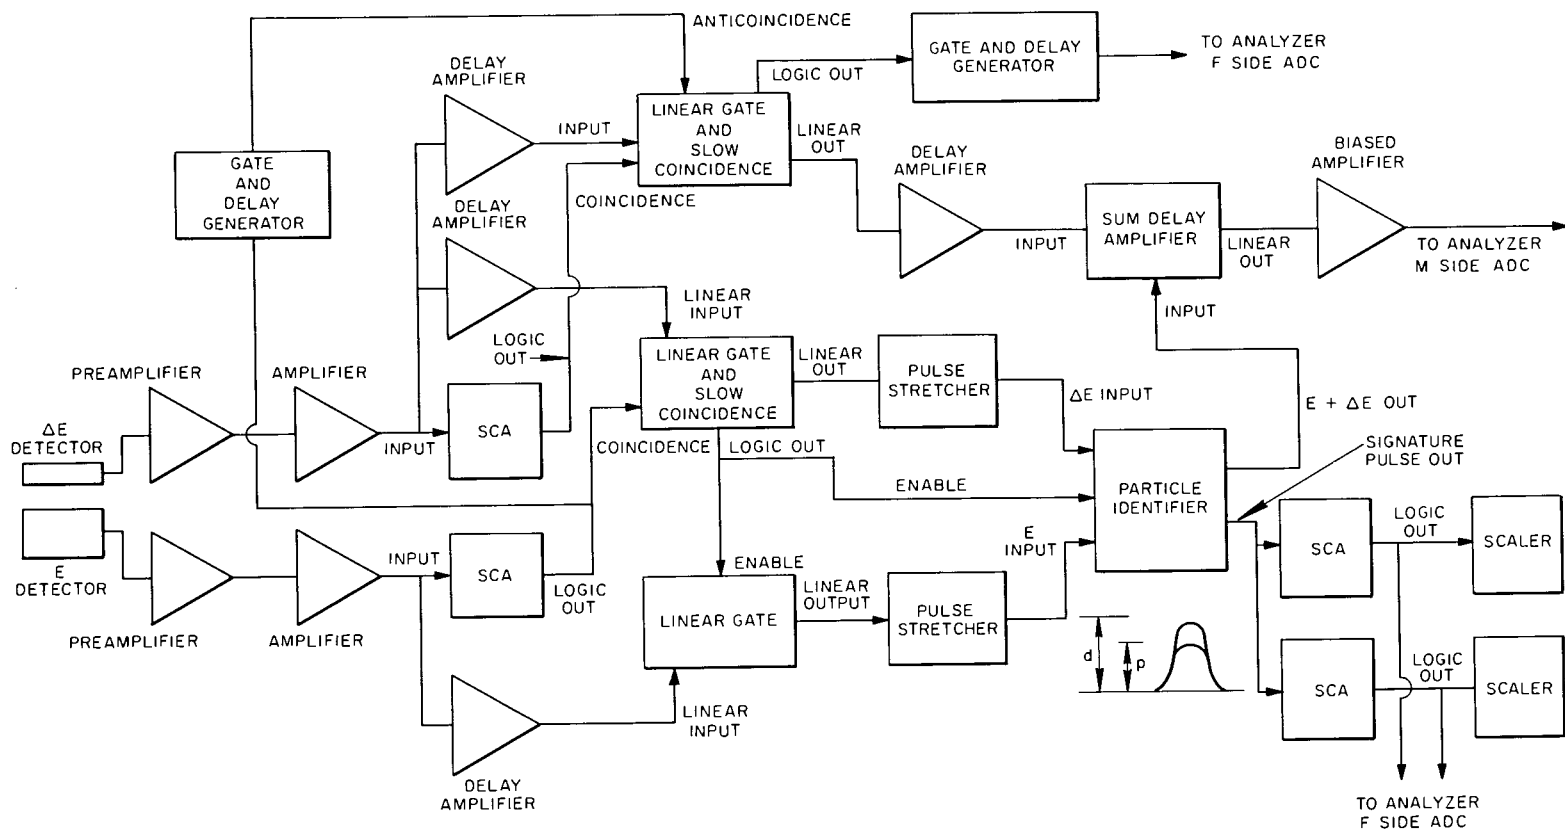 ANTICOINCIDENCE
DELAY
AMPLIFIER
GATE AND DELAY
GENERATOR
TO ANALYZER
F SIDE ADC
LOGIC OUT
INPUT
LINEAR GATE
AND
SLOW
COINCIDENCE
LINEAR
OUT
GATE
AND
DELAY
GENERATOR
COINCIDENCE
DELAY
AMPLIFIER
BIASED
AMPLIFIER
DELAY
AMPLIFIER
INPUT
SUM DELAY
AMPLIFIER
LINEAR
OUT
TO ANALYZER
M SIDE ADC
LINEAR
INPUT
INPUT
LOGIC
OUT
LINEAR GATE
AND
SLOW
COINCIDENCE
LINEAR
OUT
PULSE
STRETCHER
ΔE INPUT
E + ΔE OUT
PREAMPLIFIER
AMPLIFIER
ΔE
DETECTOR
INPUT
SCA
COINCIDENCE
LOGIC OUT
ENABLE
SIGNATURE
PULSE OUT
PARTICLE
IDENTIFIER
E
DETECTOR
PREAMPLIFIER
AMPLIFIER
INPUT
SCA
LOGIC
OUT
ENABLE
LINEAR GATE
LINEAR
OUTPUT
PULSE
STRETCHER
E
INPUT
SCA
LOGIC
OUT
SCALER
d
p
SCA
LOGIC
OUT
SCALER
LINEAR
INPUT
DELAY
AMPLIFIER
TO ANALYZER
F SIDE ADC